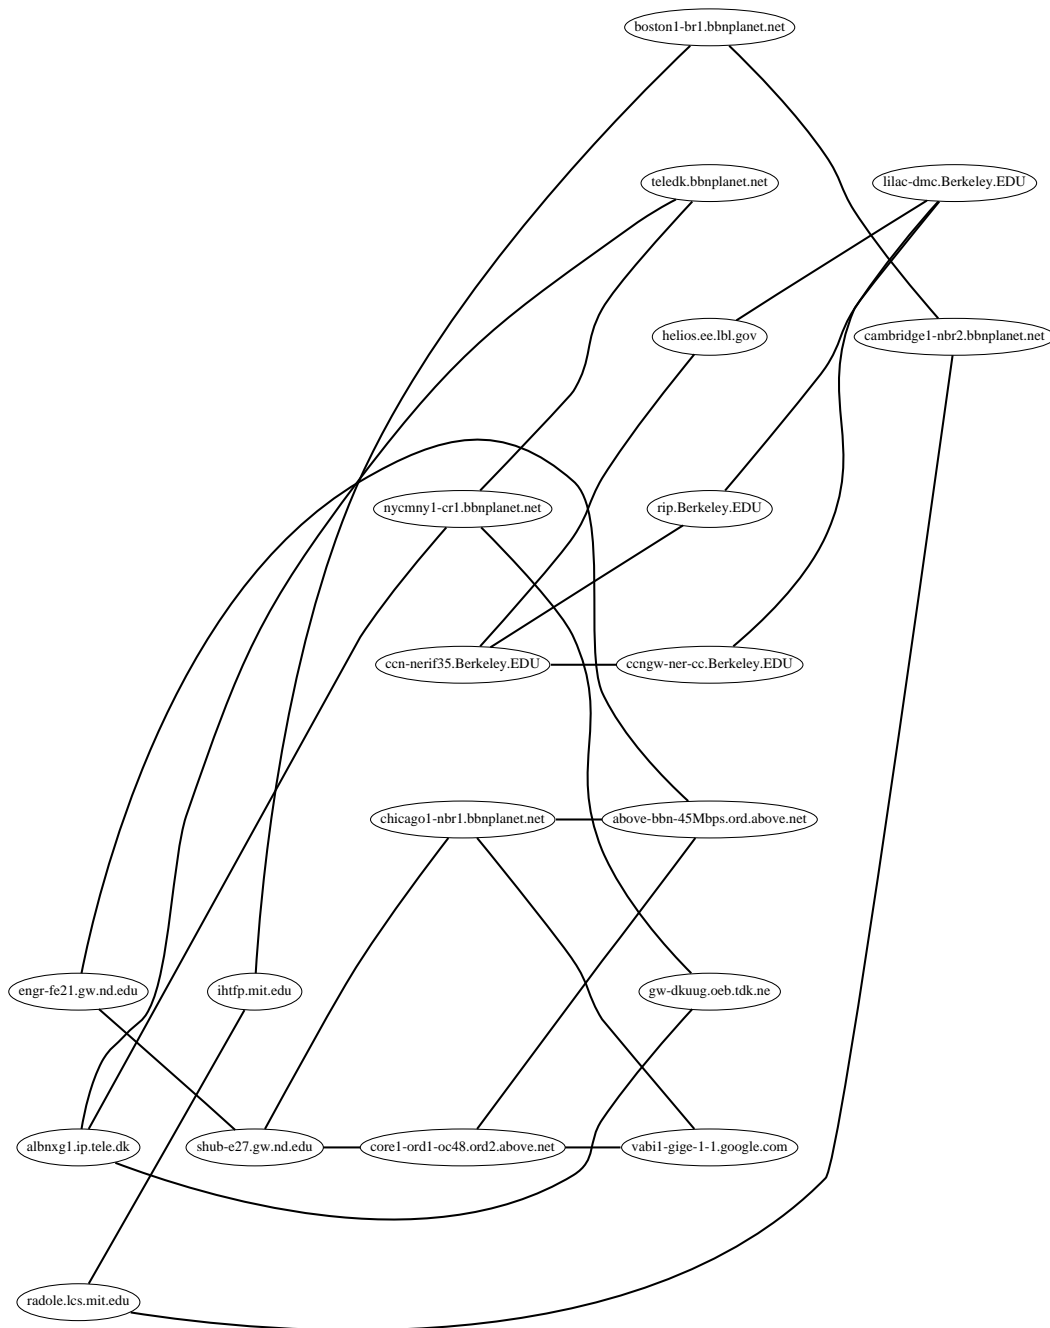 boston1-br1.bbnplanet.net
teledk.bbnplanet.net
lilac-dmc.Berkeley.EDU
helios.ee.lbl.gov
cambridge1-nbr2.bbnplanet.net
nycmny1-cr1.bbnplanet.net
rip.Berkeley.EDU
ccn-nerif35.Berkeley.EDU
ccngw-ner-cc.Berkeley.EDU
chicago1-nbr1.bbnplanet.net
above-bbn-45Mbps.ord.above.net
engr-fe21.gw.nd.edu
ihtfp.mit.edu
gw-dkuug.oeb.tdk.ne
albnxg1.ip.tele.dk
shub-e27.gw.nd.edu
core1-ord1-oc48.ord2.above.net
vabi1-gige-1-1.google.com
radole.lcs.mit.edu